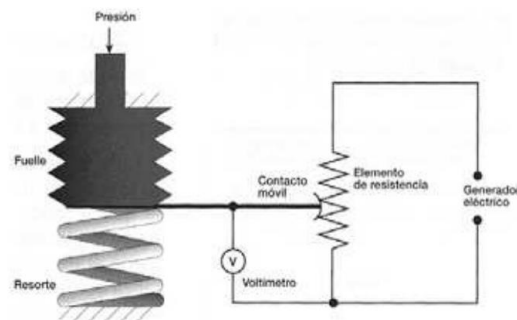 Presión
Fuelle
Contacto
móvil
Elemento
de resistencia
Generador
eléctrico
V
Voltímetro
Resorte